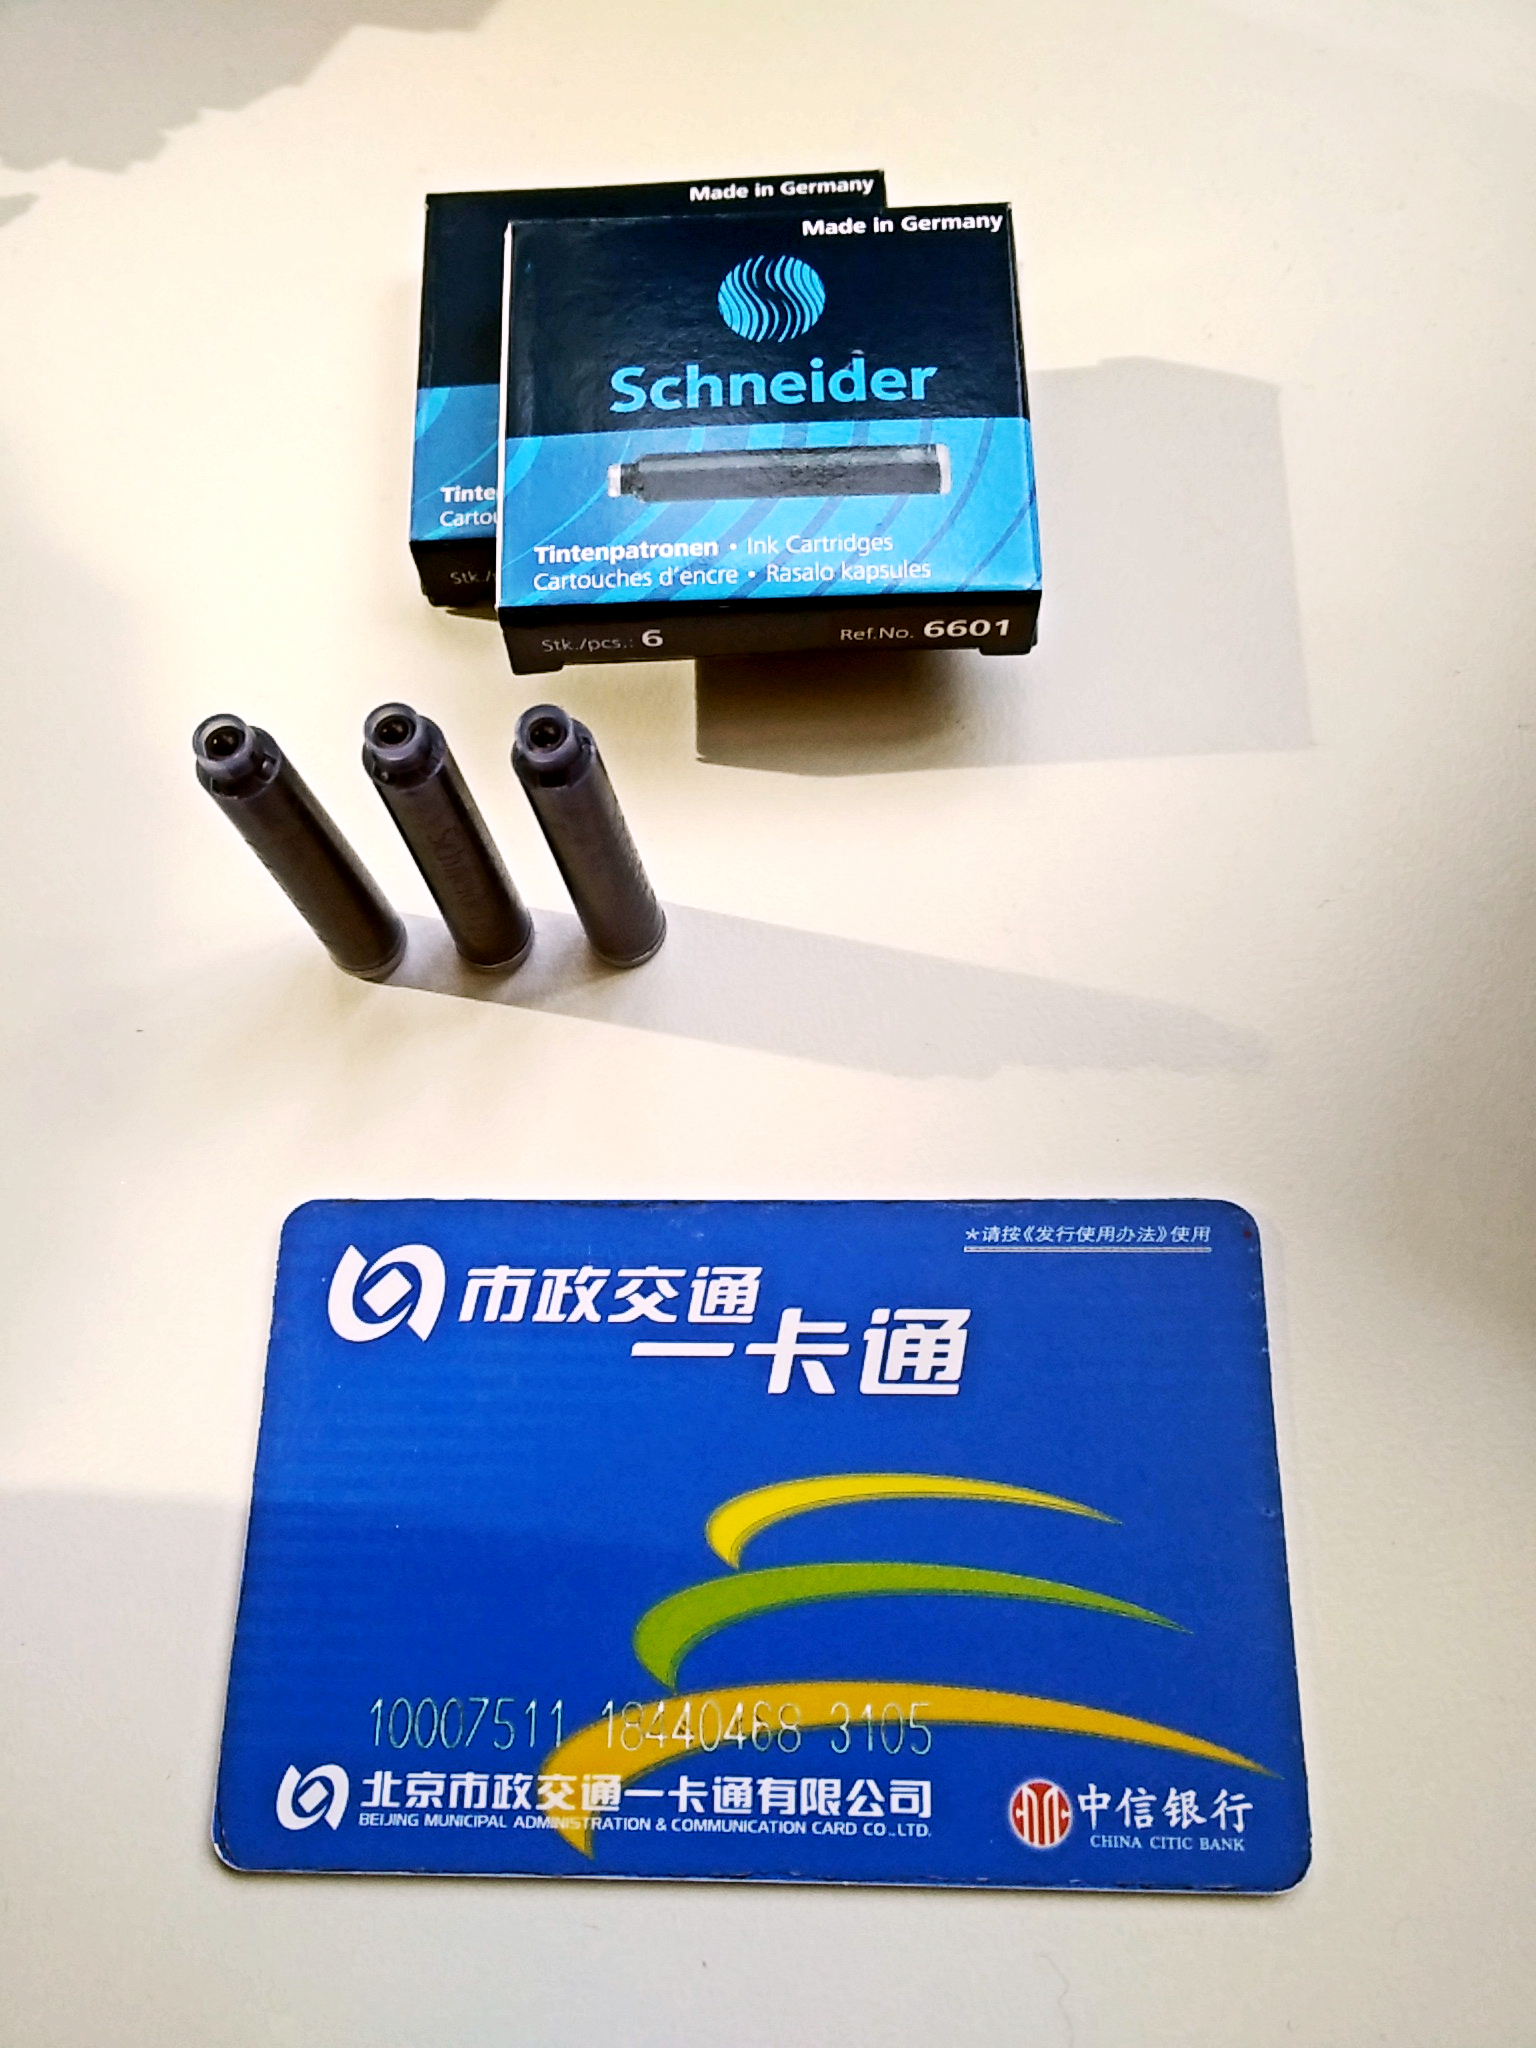 Made in Germany
Tinte
Cartou
Stk./
Made in Germany
Schneider
Tintenpatronen • Ink Cartridges
Cartouches d'encre • Rasalo kapsules
Stk./pcs.: 6 Ref.No. 6601
*请按《发行使用办法》使用
市政交通
一卡通
10007511 18440468 3105
北京市政交通一卡通有限公司
BEIJING MUNICIPAL ADMINISTRATION & COMMUNICATION CARD CO.,LTD.
中信银行
CHINA CITIC BANK